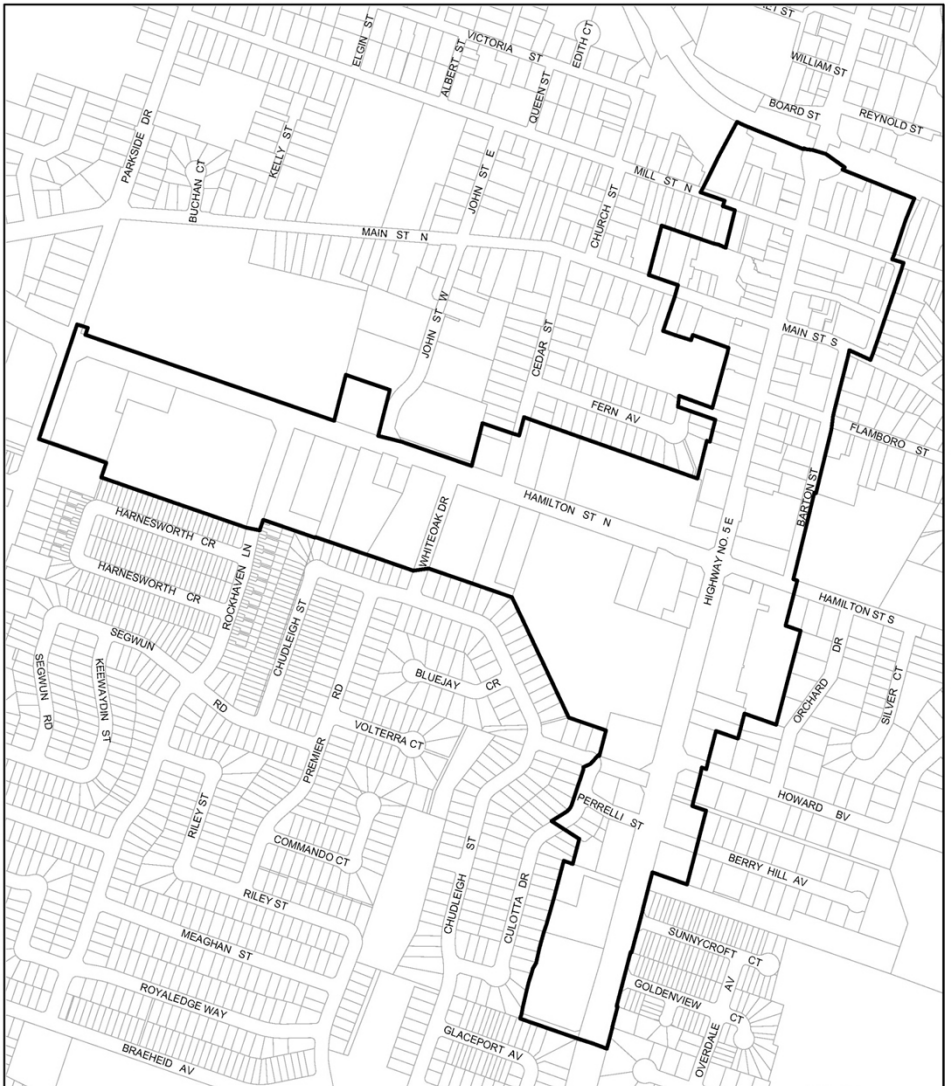 ELGIN ST
VICTORIA ST
EDITH CT
ALBERT ST
QUEEN ST
WILLIAM ST
BOARD ST
REYNOLD ST
PARKSIDE DR
BUCHAN CT
KELLY ST
JOHN ST E
MILL ST N
CHURCH ST
MAIN ST N
JOHN ST W
CEDAR ST
MAIN ST S
FERN AV
FLAMBORO ST
BARTON ST
HAMILTON ST N
WHITEOAK DR
HIGHWAY NO. 5 E
HARNESWORTH CR
ROCKHAVEN LN
HARNESWORTH CR
HAMILTON ST S
CHUDLEIGH ST
SEGWUN RD
SEGWUN RD
KEEWAYDIN ST
BLUEJAY CR
ORCHARD DR
SILVER CT
PREMIER RD
VOLTERRA CT
RILEY ST
PERRELLI ST
HOWARD BV
COMMANDO CT
BERRY HILL AV
CHUDLEIGH ST
CULOTTA DR
RILEY ST
MEAGHAN ST
SUNNYCROFT CT
ROYALEDGE WAY
GOLDENVIEW CT
OVERDALE AV
GLACEPORT AV
BRAEHEID AV